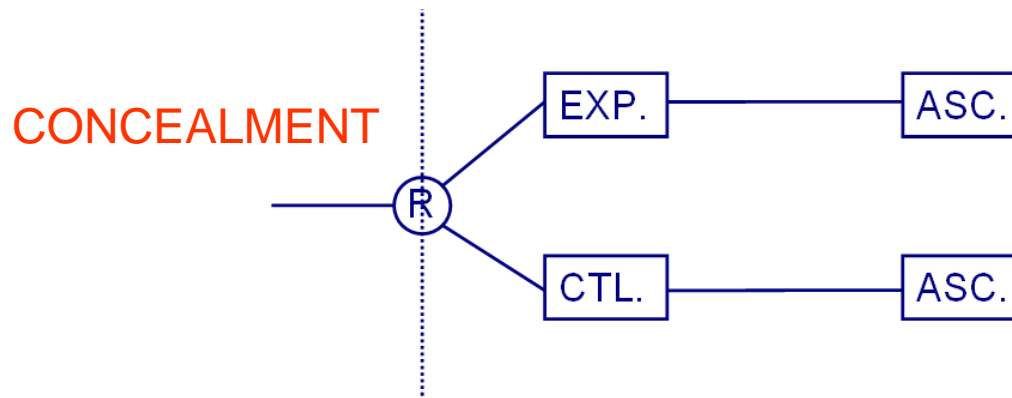 CONCEALMENT
EXP.
ASC.
R
CTL.
ASC.